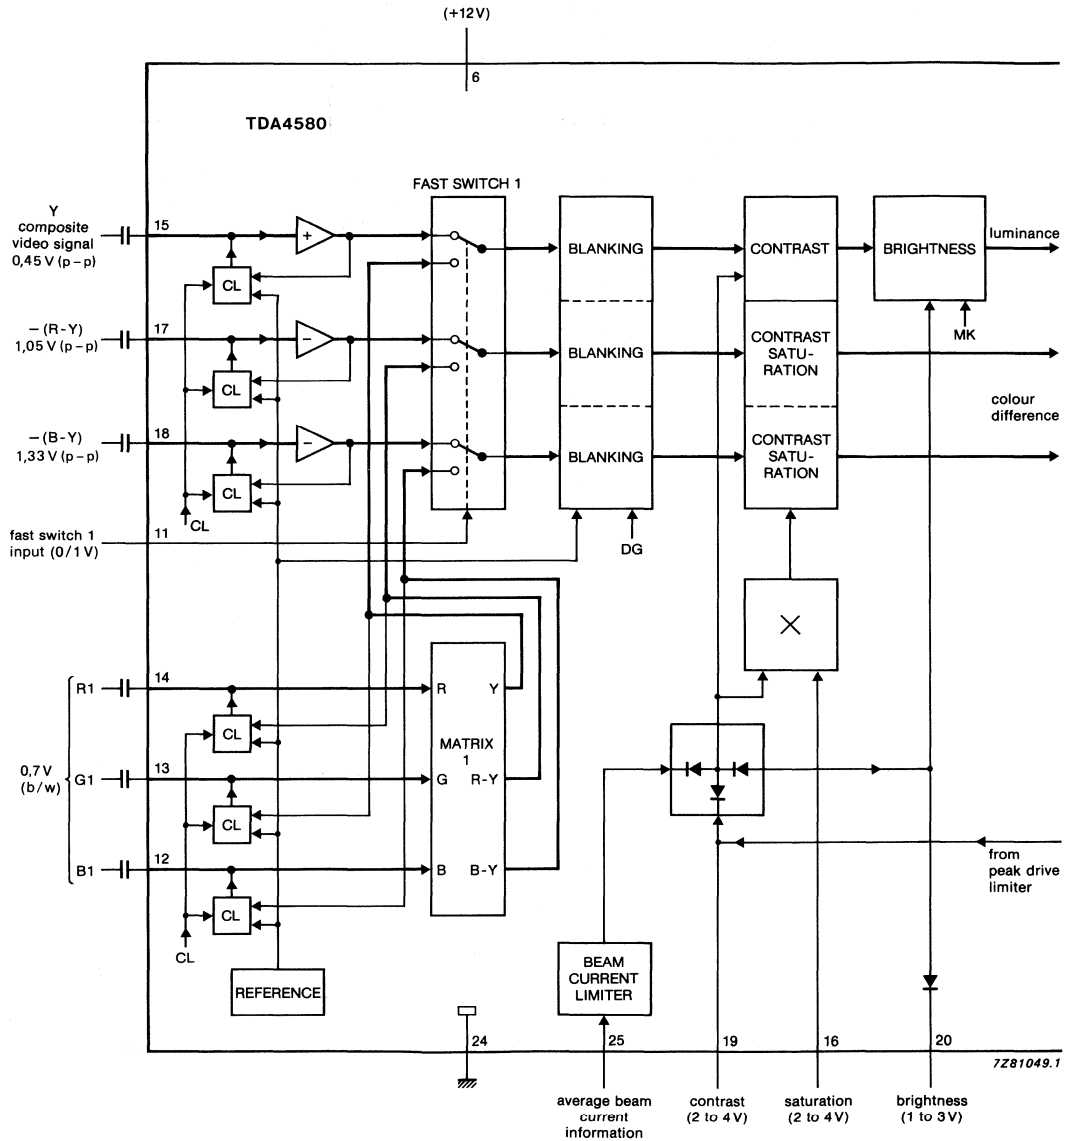 (+12V)
6
TDA4580
FAST SWITCH 1
Y
composite
video signal
0,45 V (p–p)
15
+
CL
BLANKING
CONTRAST
BRIGHTNESS
luminance
MK
–(R-Y)
1,05 V (p–p)
17
–
CL
BLANKING
CONTRAST
SATU-
RATION
colour
difference
–(B-Y)
1,33 V (p–p)
18
–
CL
BLANKING
CONTRAST
SATU-
RATION
CL
fast switch 1
input (0/1 V)
11
DG
×
0,7 V
(b/w)
R1
14
R
Y
CL
MATRIX
1
G1
13
G
R-Y
CL
B1
12
B
B-Y
CL
CL
from
peak drive
limiter
REFERENCE
BEAM
CURRENT
LIMITER
24
25
19
16
20
7Z81049.1
average beam
current
information
contrast
(2 to 4 V)
saturation
(2 to 4V)
brightness
(1 to 3V)